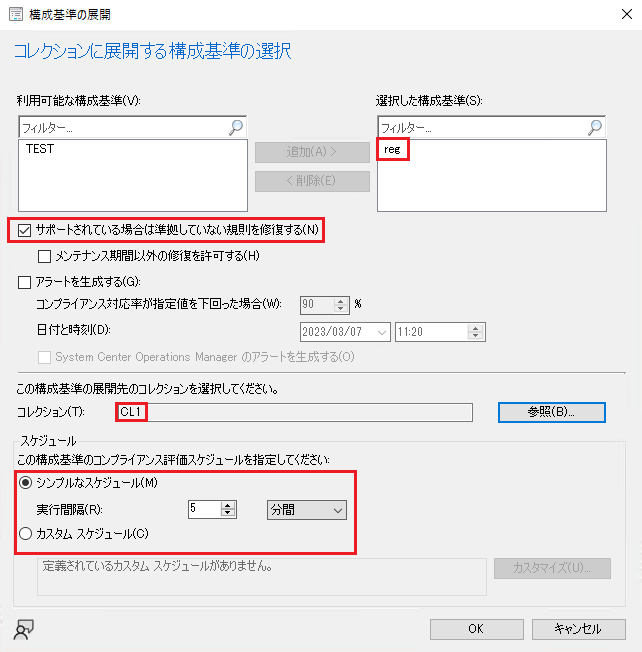 構成基準の展開
コレクションに展開する構成基準の選択
利用可能な構成基準(V):
選択した構成基準(S):
フィルター...
フィルター...
TEST
追加(A) >
< 削除(E)
reg
サポートされている場合は準拠していない規則を修復する(N)
メンテナンス期間以外の修復を許可する(H)
アラートを生成する(G):
コンプライアンス対応率が指定値を下回った場合(W):
90
%
日付と時刻(D):
2023/03/07
11:20
System Center Operations Manager のアラートを生成する(O)
この構成基準の展開先のコレクションを選択してください。
コレクション(T):
CL1
参照(B)...
スケジュール
この構成基準のコンプライアンス評価スケジュールを指定してください:
シンプルなスケジュール(M)
実行間隔(R):
5
分間
カスタム スケジュール(C)
定義されているカスタム スケジュールがありません。
カスタマイズ(U)...
OK
キャンセル